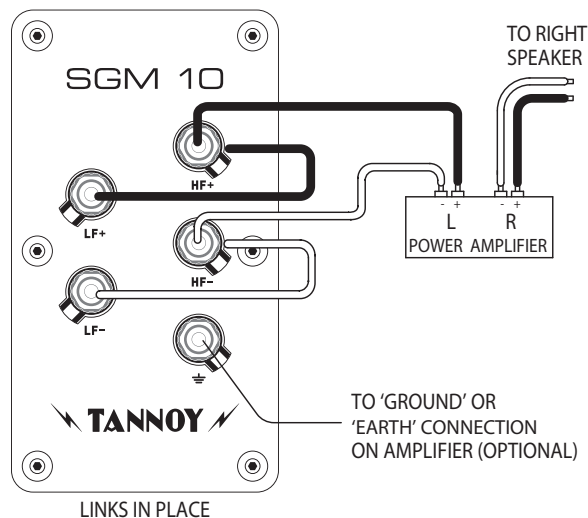 SGM 10
HF+
LF+
HF-
LF-
TANNOY
LINKS IN PLACE
TO RIGHT
SPEAKER
- + - +
L R
POWER AMPLIFIER
TO ‘GROUND’ OR
‘EARTH’ CONNECTION
ON AMPLIFIER (OPTIONAL)